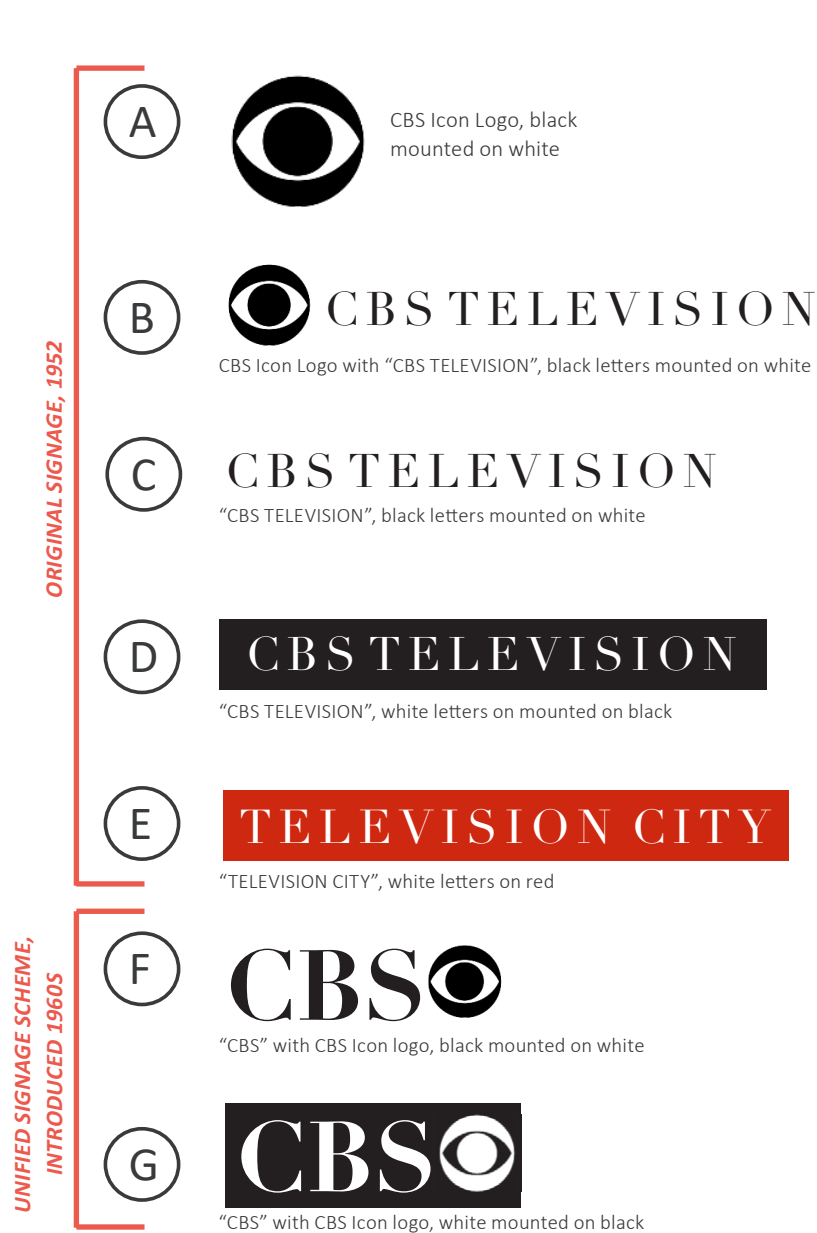 ORIGINAL SIGNAGE, 1952
A
CBS Icon Logo, black
mounted on white
B
CBS TELEVISION
CBS Icon Logo with “CBS TELEVISION”, black letters mounted on white
C
CBS TELEVISION
“CBS TELEVISION”, black letters mounted on white
D
CBS TELEVISION
“CBS TELEVISION”, white letters on mounted on black
E
TELEVISION CITY
“TELEVISION CITY”, white letters on red
UNIFIED SIGNAGE SCHEME,
INTRODUCED 1960S
F
CBS
“CBS” with CBS Icon logo, black mounted on white
G
CBS
“CBS” with CBS Icon logo, white mounted on black